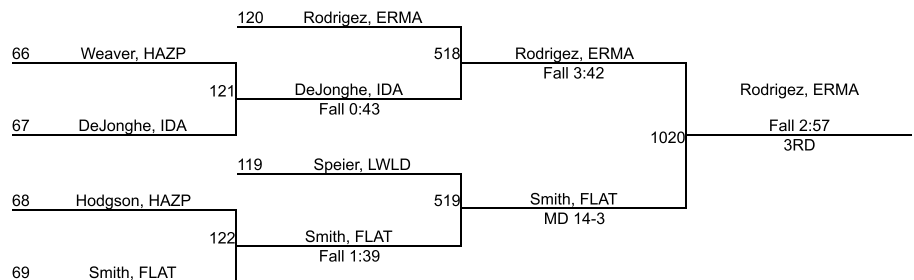 120 Rodrigez, ERMA
66 Weaver, HAZP
518 Rodrigez, ERMA
Fall 3:42
121 DeJonghe, IDA
Fall 0:43
Rodrigez, ERMA
67 DeJonghe, IDA
Fall 2:57
1020
3RD
119 Speier, LWLD
68 Hodgson, HAZP
519 Smith, FLAT
MD 14-3
122 Smith, FLAT
Fall 1:39
69 Smith, FLAT